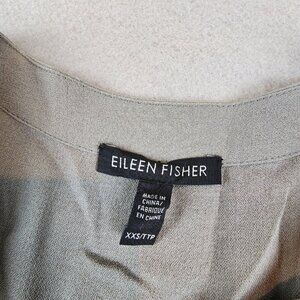 EILEEN FISHER
MADE IN
CHINA/
FABRIQUÉ
EN CHINE
XXS/TTP